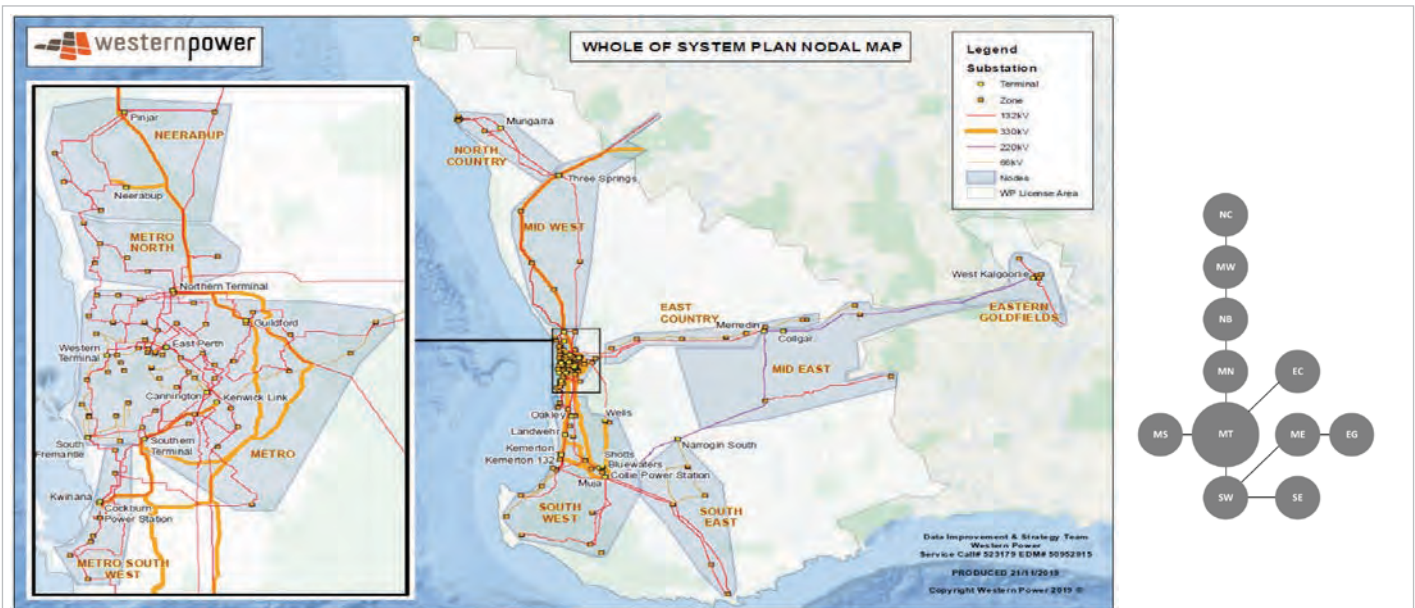 westernpower
WHOLE OF SYSTEM PLAN NODAL MAP
Legend
Substation
Terminal
Zone
132kV
330kV
220kV
66kV
Nodes
WP License Area
Pinjar
NEERABUP
Neerabup
METRO
NORTH
Northern Terminal
Guildford
Western
Terminal
East Perth
Cannington
Kenwick Link
South
Fremantle
Southern
Terminal
METRO
Kwinana
Cockburn
Power Station
METRO SOUTH
WEST
Mungarra
NORTH
COUNTRY
Three Springs
MID WEST
EAST
COUNTRY
Merredin
Collgar
West Kalgoorlie
EASTERN
GOLDFIELDS
MID EAST
Oakley
Wells
Landwehr
Kemerton
Kemerton 132
Shotts
Bluewaters
Collie Power Station
Muja
Narrogin South
SOUTH
WEST
SOUTH
EAST
Data Improvement & Strategy Team
Western Power
Service Call# 523179 EDM# 50952915
PRODUCED 21/11/2019
Copyright Western Power 2019 ©
NC
MW
NB
MN
EC
MS
MT
ME
EG
SW
SE